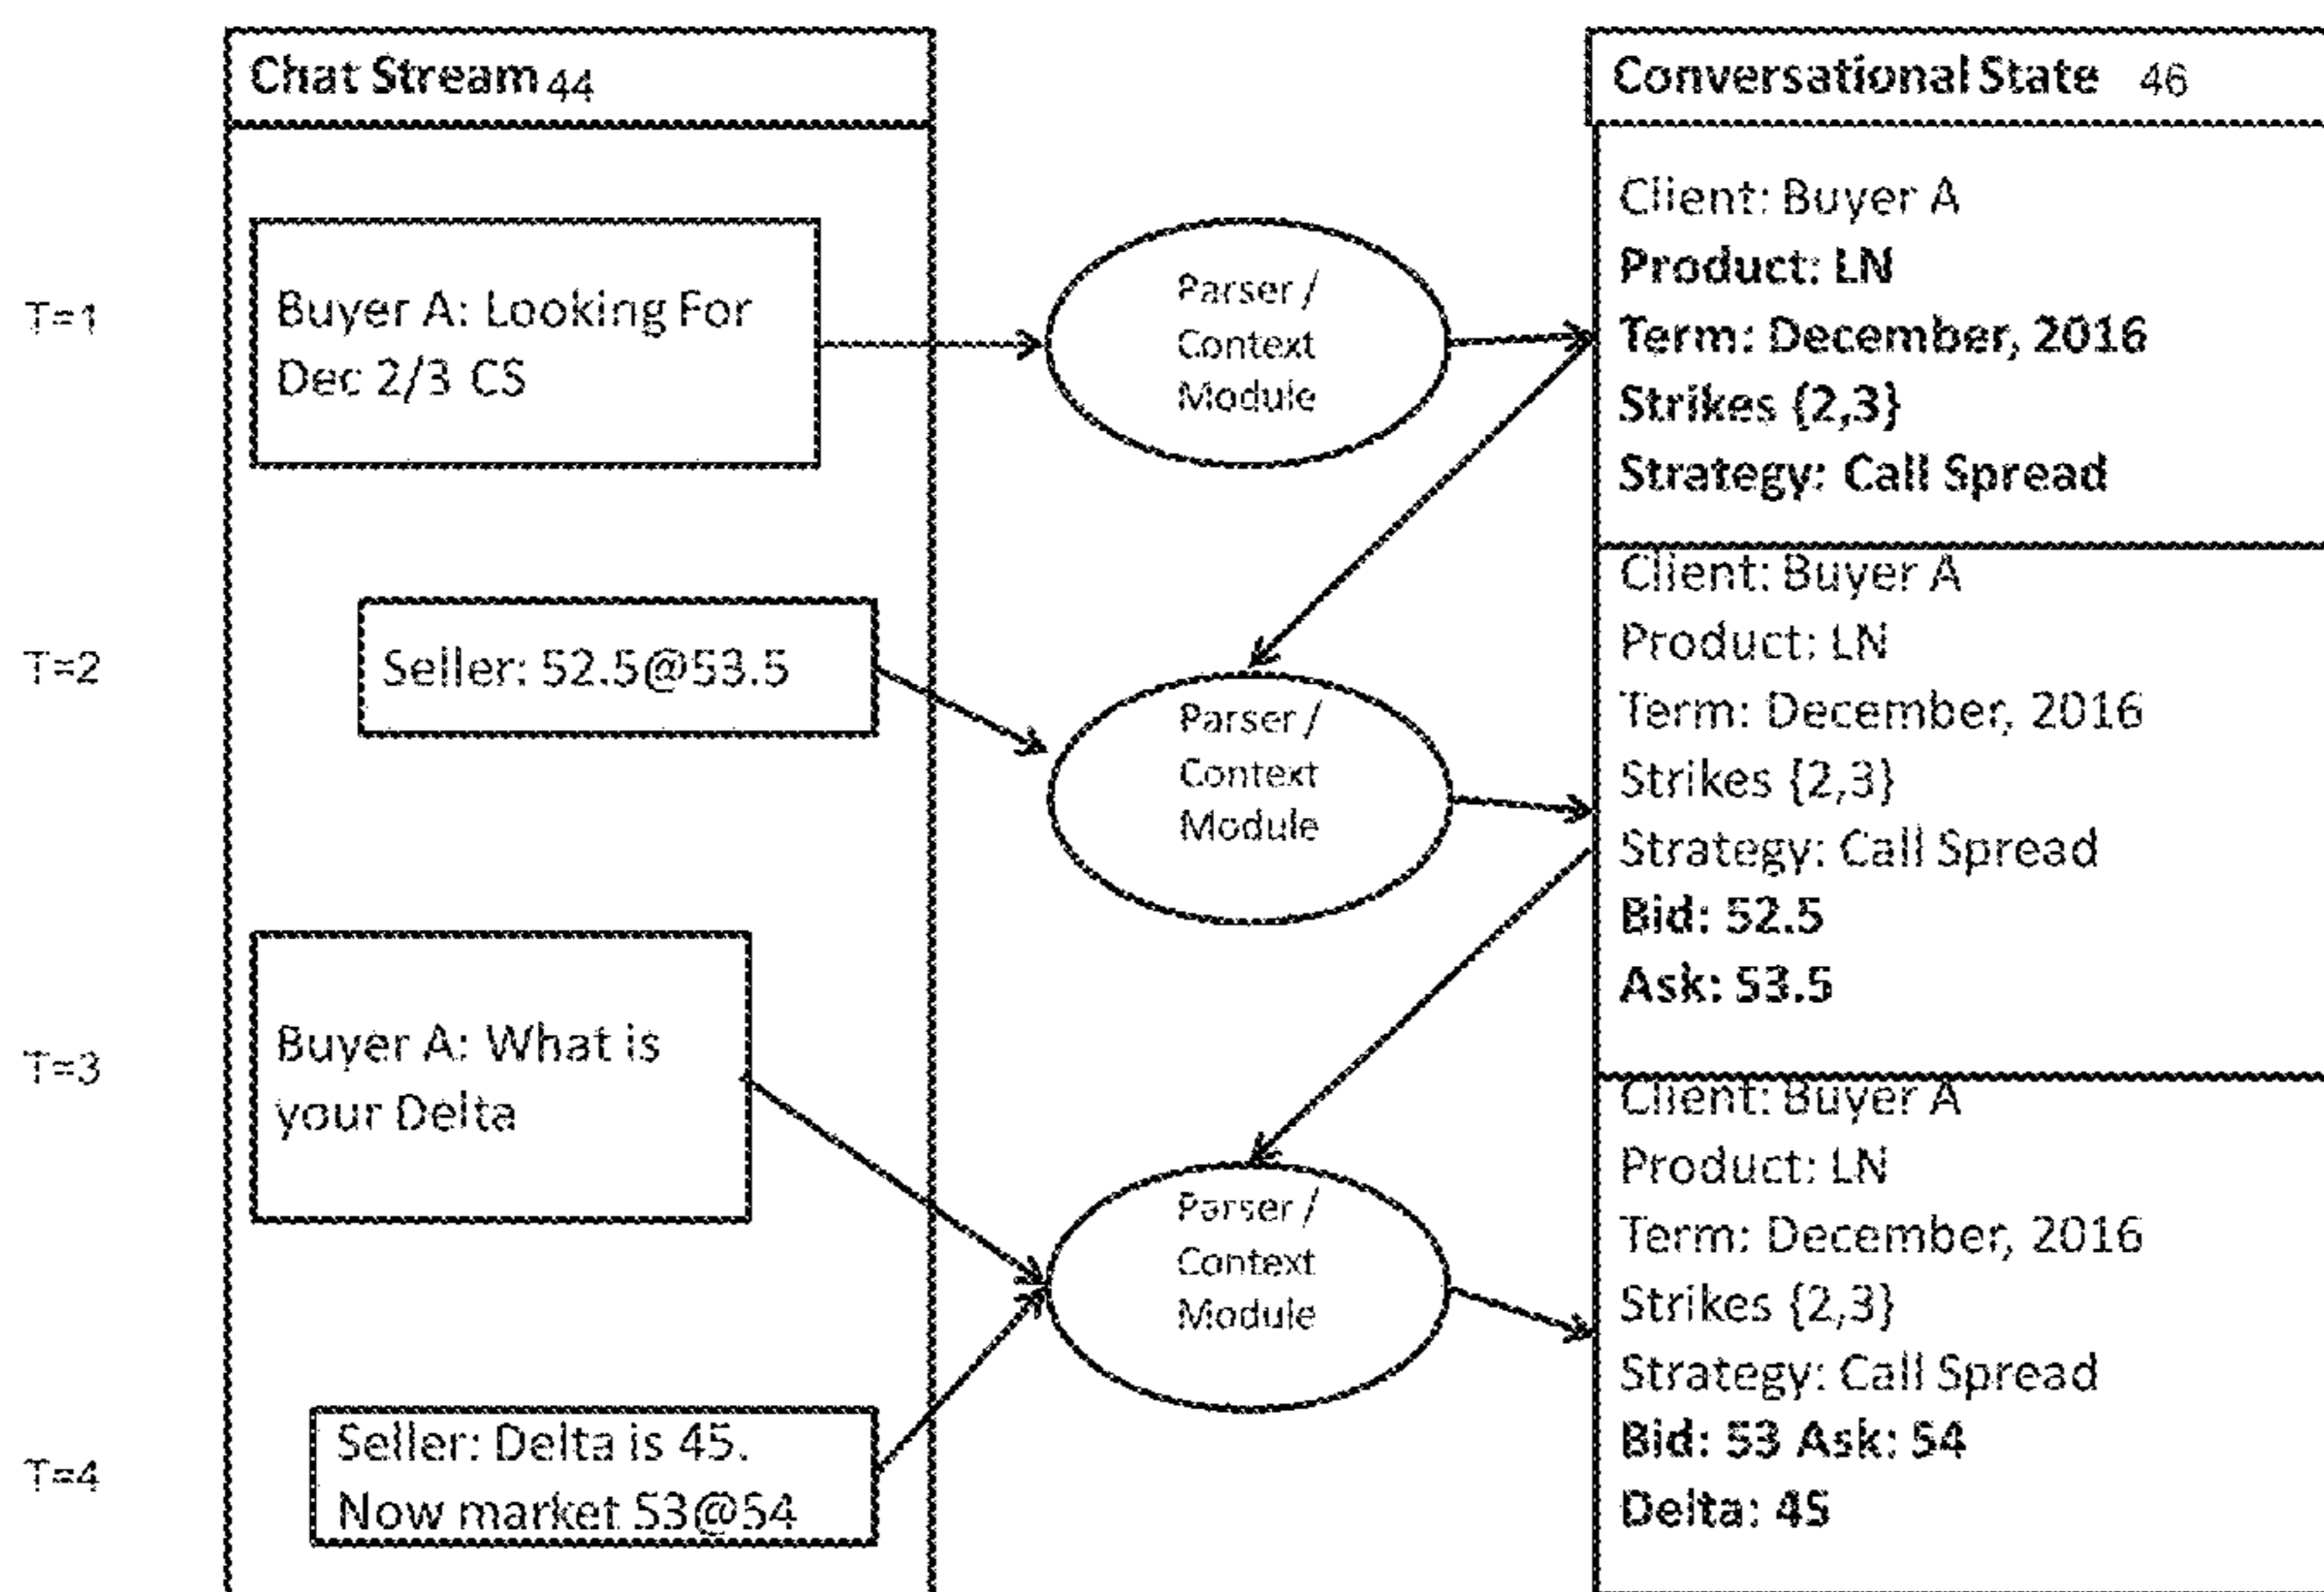 Chat Stream 44
Conversational State 46
T=1
Buyer A: Looking For
Dec 2/3 CS
Parser /
Context
Module
Client: Buyer A
Product: LN
Term: December, 2016
Strikes {2,3}
Strategy: Call Spread
T=2
Seller: 52.5@53.5
Parser /
Context
Module
Client: Buyer A
Product: LN
Term: December, 2016
Strikes {2,3}
Strategy: Call Spread
Bid: 52.5
Ask: 53.5
T=3
Buyer A: What is
your Delta
Parser /
Context
Module
Client: Buyer A
Product: LN
Term: December, 2016
Strikes {2,3}
Strategy: Call Spread
Bid: 53 Ask: 54
Delta: 45
T=4
Seller: Delta is 45.
Now market 53@54